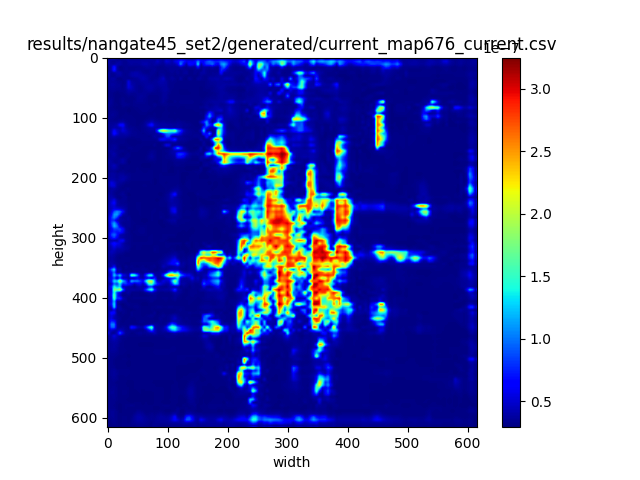 results/nangate45_set2/generated/current_map676_current.csv
1e−7
0
100
200
300
400
500
600
height
0 100 200 300 400 500 600
width
3.0
2.5
2.0
1.5
1.0
0.5